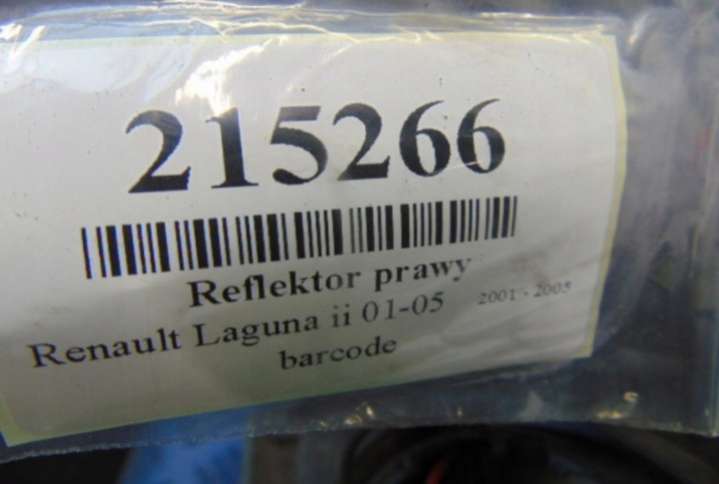 215266
Reflektor prawy
Renault Laguna ii 01-05 2001 - 2005
barcode